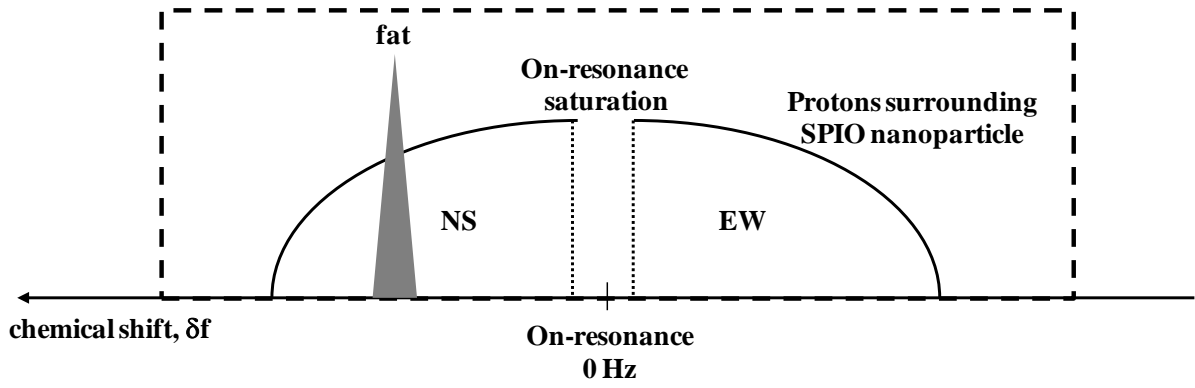 fat
On-resonance
saturation
Protons surrounding
SPIO nanoparticle
NS
EW
chemical shift, δf
On-resonance
0 Hz